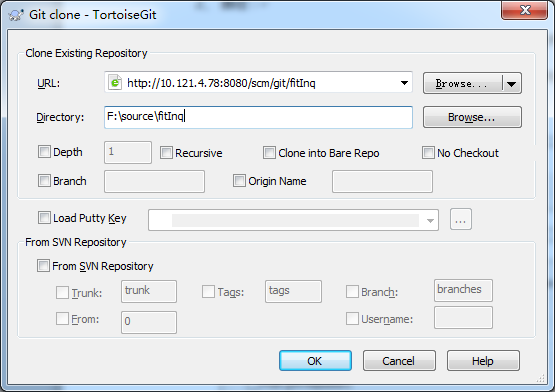 Git clone - TortoiseGit
Clone Existing Repository
URL: http://10.121.4.78:8080/scm/git/fitInq Browse...
Directory: F:\source\fitInq Browse...
Depth 1 Recursive Clone into Bare Repo No Checkout
Branch Origin Name
Load Putty Key ...
From SVN Repository
From SVN Repository
Trunk: trunk Tags: tags Branch: branches
From: 0 Username:
OK Cancel Help